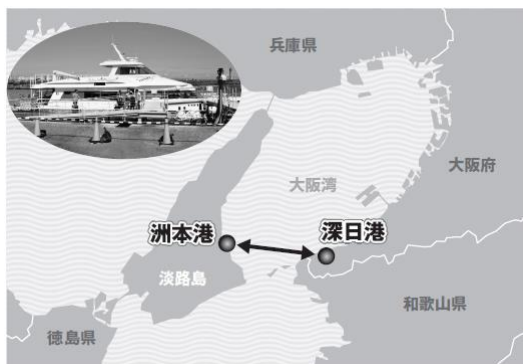 兵庫県
大阪府
大阪湾
洲本港
深日港
淡路島
和歌山県
徳島県